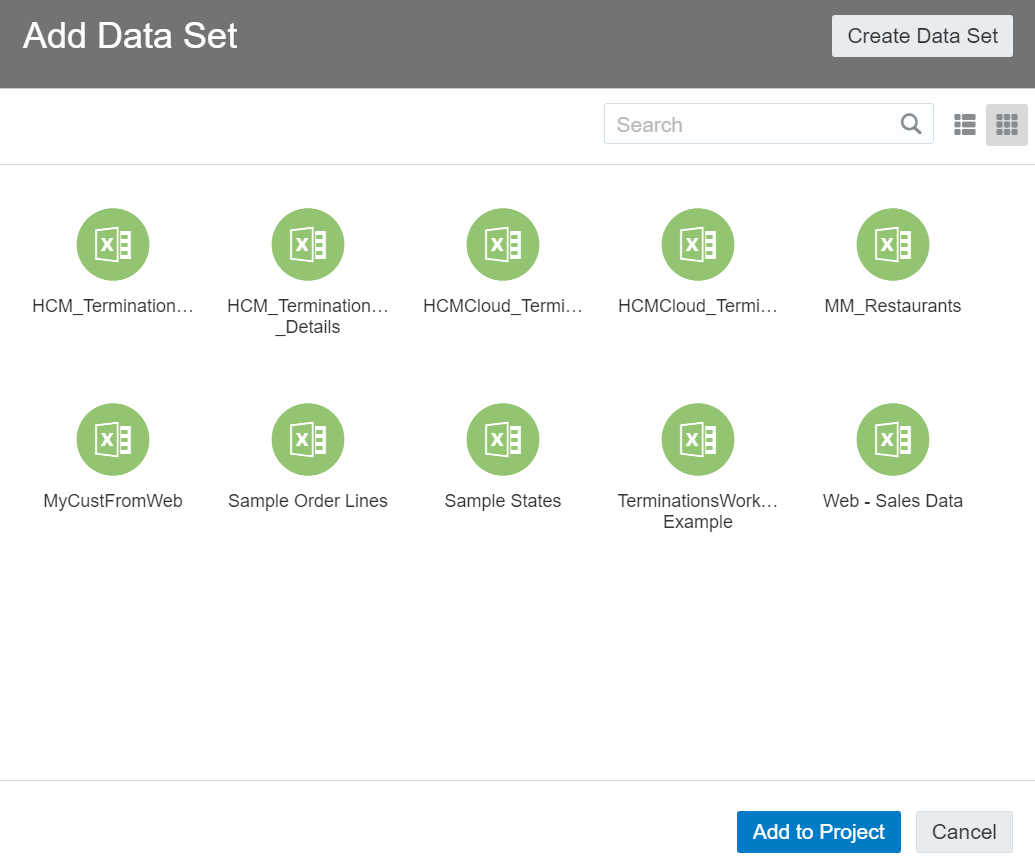 Add Data Set
Create Data Set
Search
HCM_Termination…
HCM_Termination…
_Details
HCMCloud_Termi…
HCMCloud_Termi…
MM_Restaurants
MyCustFromWeb
Sample Order Lines
Sample States
TerminationsWork…
Example
Web - Sales Data
Add to Project
Cancel